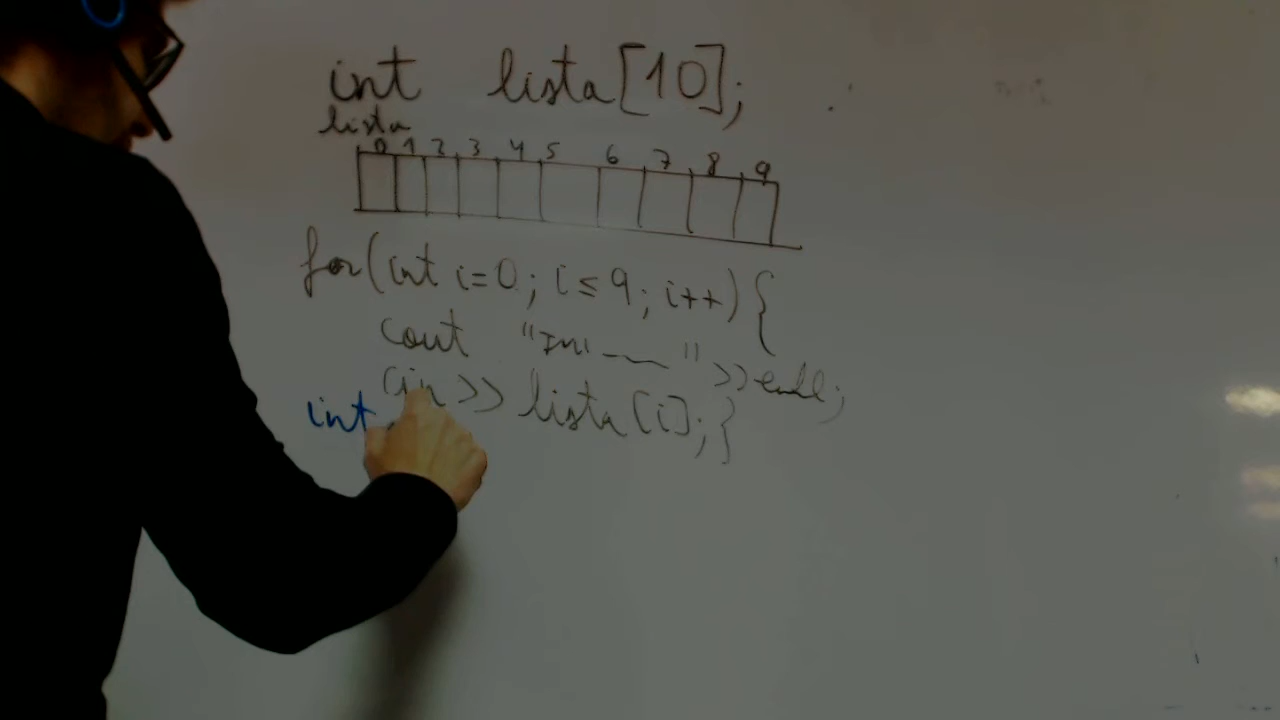 int lista[10];
lista
0 1 2 3 4 5 6 7 8 9
for(int i=0; i≤9; i++){
cout " " >>endl;
cin>> lista[i];}
int